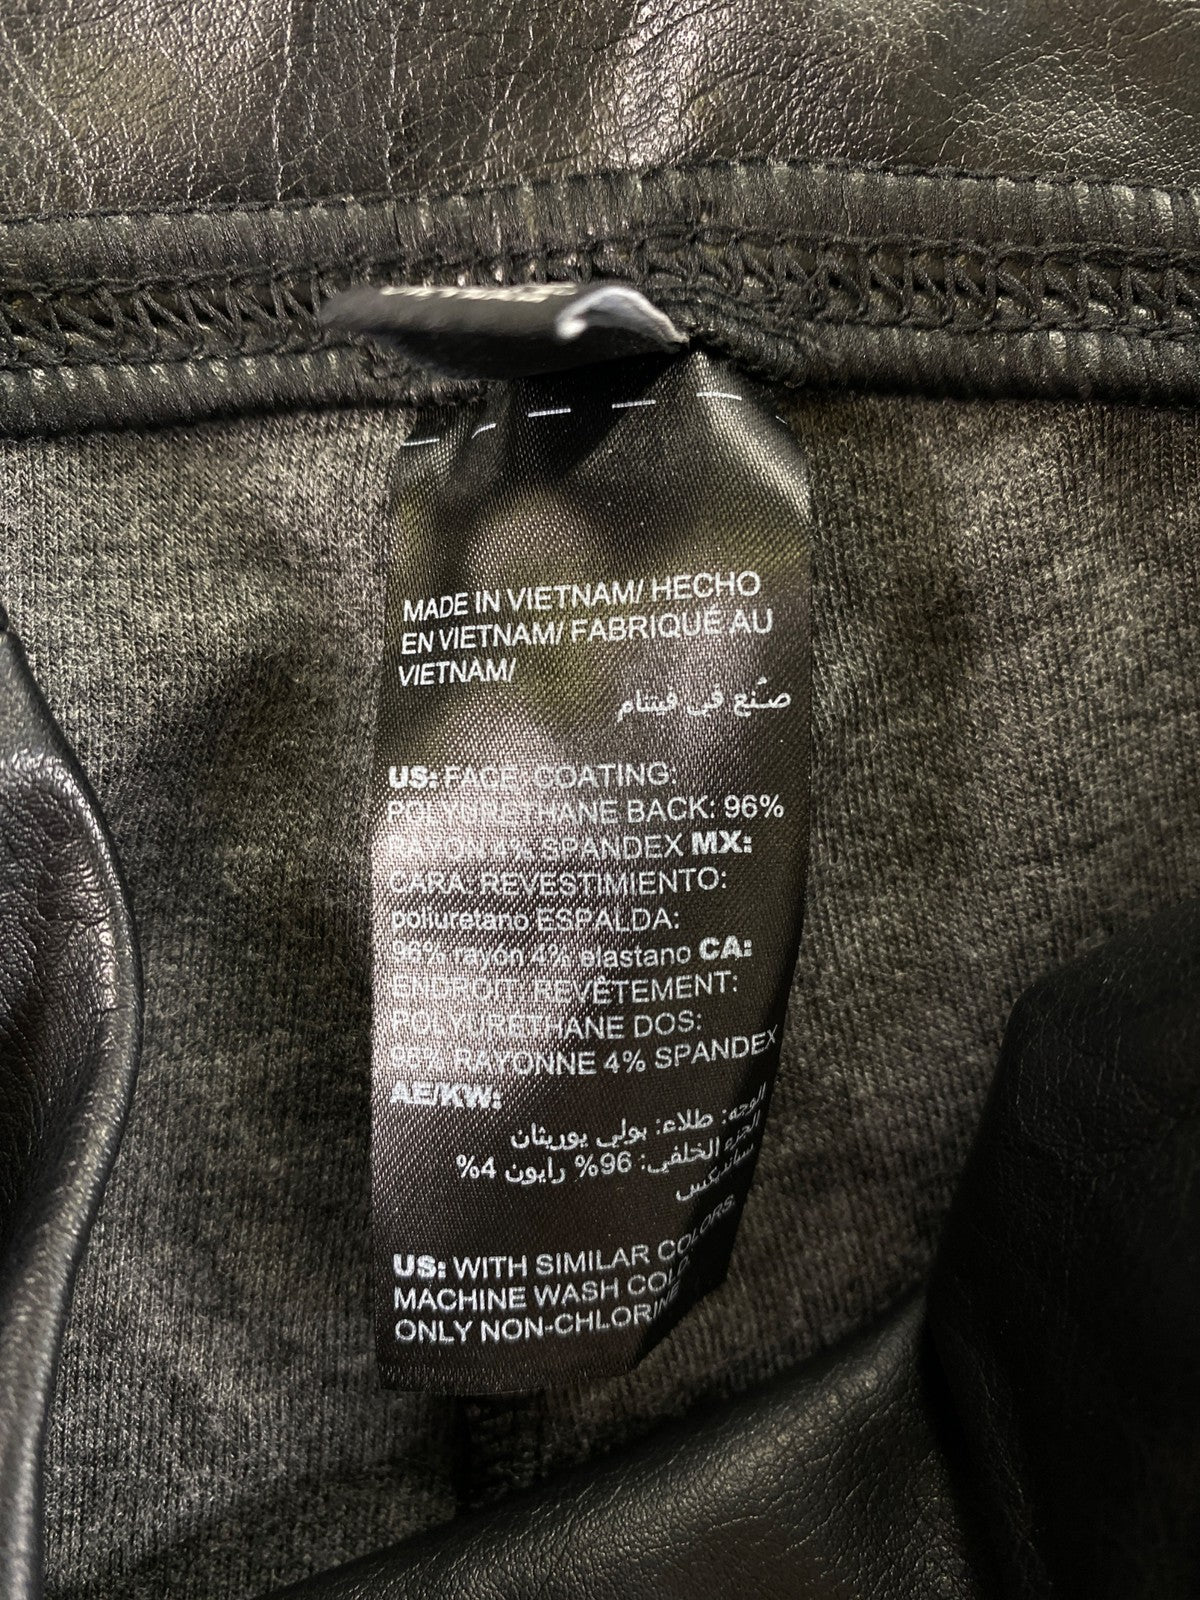 MADE IN VIETNAM/ HECHO
EN VIETNAM/ FABRIQUÉ AU
VIETNAM/
صُنع في فيتنام
US: FACE: COATING:
POLYURETHANE BACK: 96%
RAYON 4% SPANDEX MX:
CARA: REVESTIMIENTO:
poliuretano ESPALDA:
96% rayón 4% elastano CA:
ENDROIT: REVÊTEMENT:
POLYURETHANE DOS:
96% RAYONNE 4% SPANDEX
AE/KW:
الوجه: طلاء: بولي يوريثان
الجزء الخلفي: 96% رايون 4%
سبانديكس
US: WITH SIMILAR COLORS.
MACHINE WASH COLD.
ONLY NON-CHLORINE